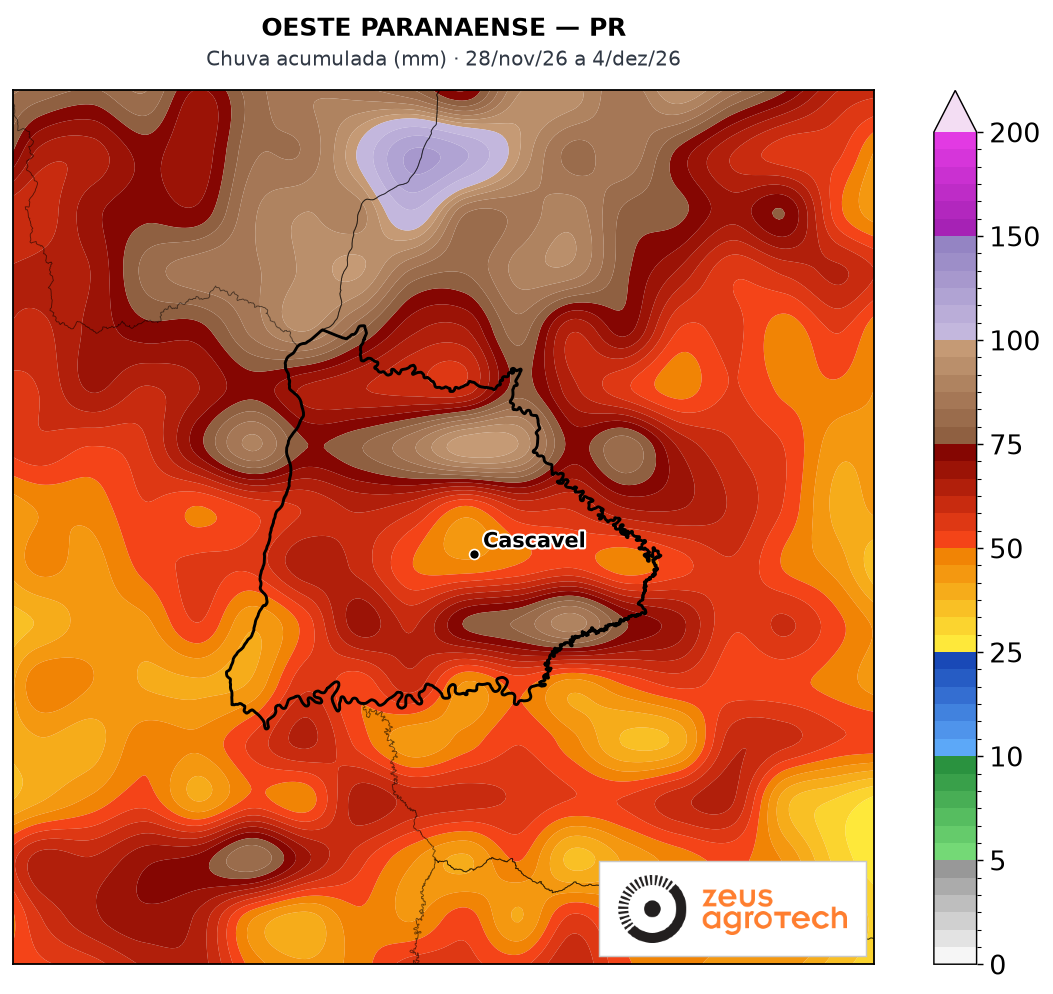 OESTE PARANAENSE — PR
Chuva acumulada (mm) · 28/nov/26 a 4/dez/26
200
150
100
75
50
25
10
5
0
Cascavel
zeus
agrotech